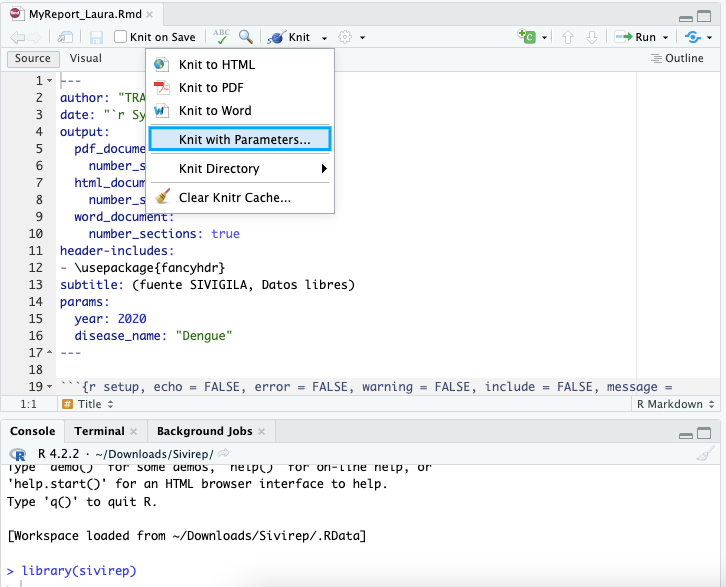 MyReport_Laura.Rmd
Knit on Save ABC Knit C Run
Source Visual Outline
Knit to HTML
Knit to PDF
Knit to Word
Knit with Parameters...
Knit Directory
Clear Knitr Cache...
1 ---
2 author: "TRA
3 date: "`r Sy
4 output:
5 pdf_docume
6 number_s
7 html_docum
8 number_s
9 word_document:
10 number_sections: true
11 header-includes:
12 - \usepackage{fancyhdr}
13 subtitle: (fuente SIVIGILA, Datos libres)
14 params:
15 year: 2020
16 disease_name: "Dengue"
17 ---
18
19 ```{r setup, echo = FALSE, error = FALSE, warning = FALSE, include = FALSE, message =
1:1 # Title R Markdown
Console Terminal Background Jobs
R R 4.2.2 · ~/Downloads/Sivirep/
Type 'demo()' for some demos, 'help()' for on-line help, or
'help.start()' for an HTML browser interface to help.
Type 'q()' to quit R.
[Workspace loaded from ~/Downloads/Sivirep/.RData]
> library(sivirep)